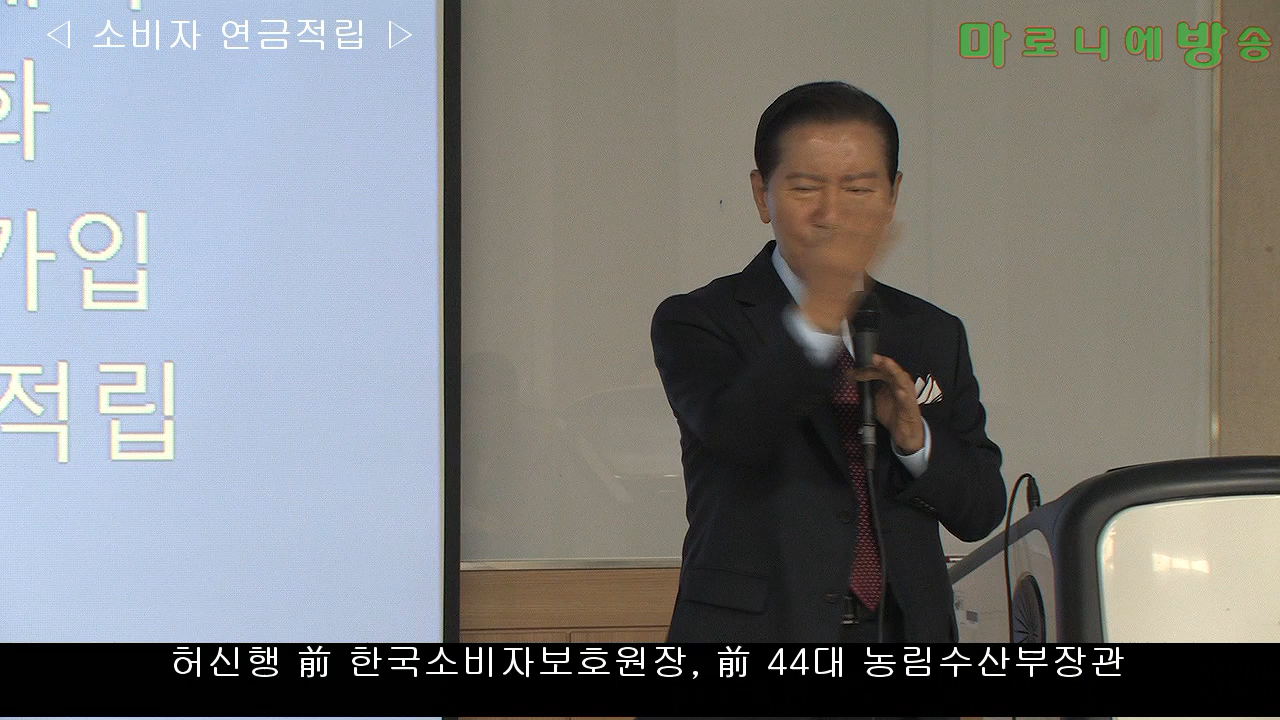 ◁ 소비자 연금적립 ▷
마로니에방송
화
가입
적립
허신행 前 한국소비자보호원장, 前 44대 농림수산부장관